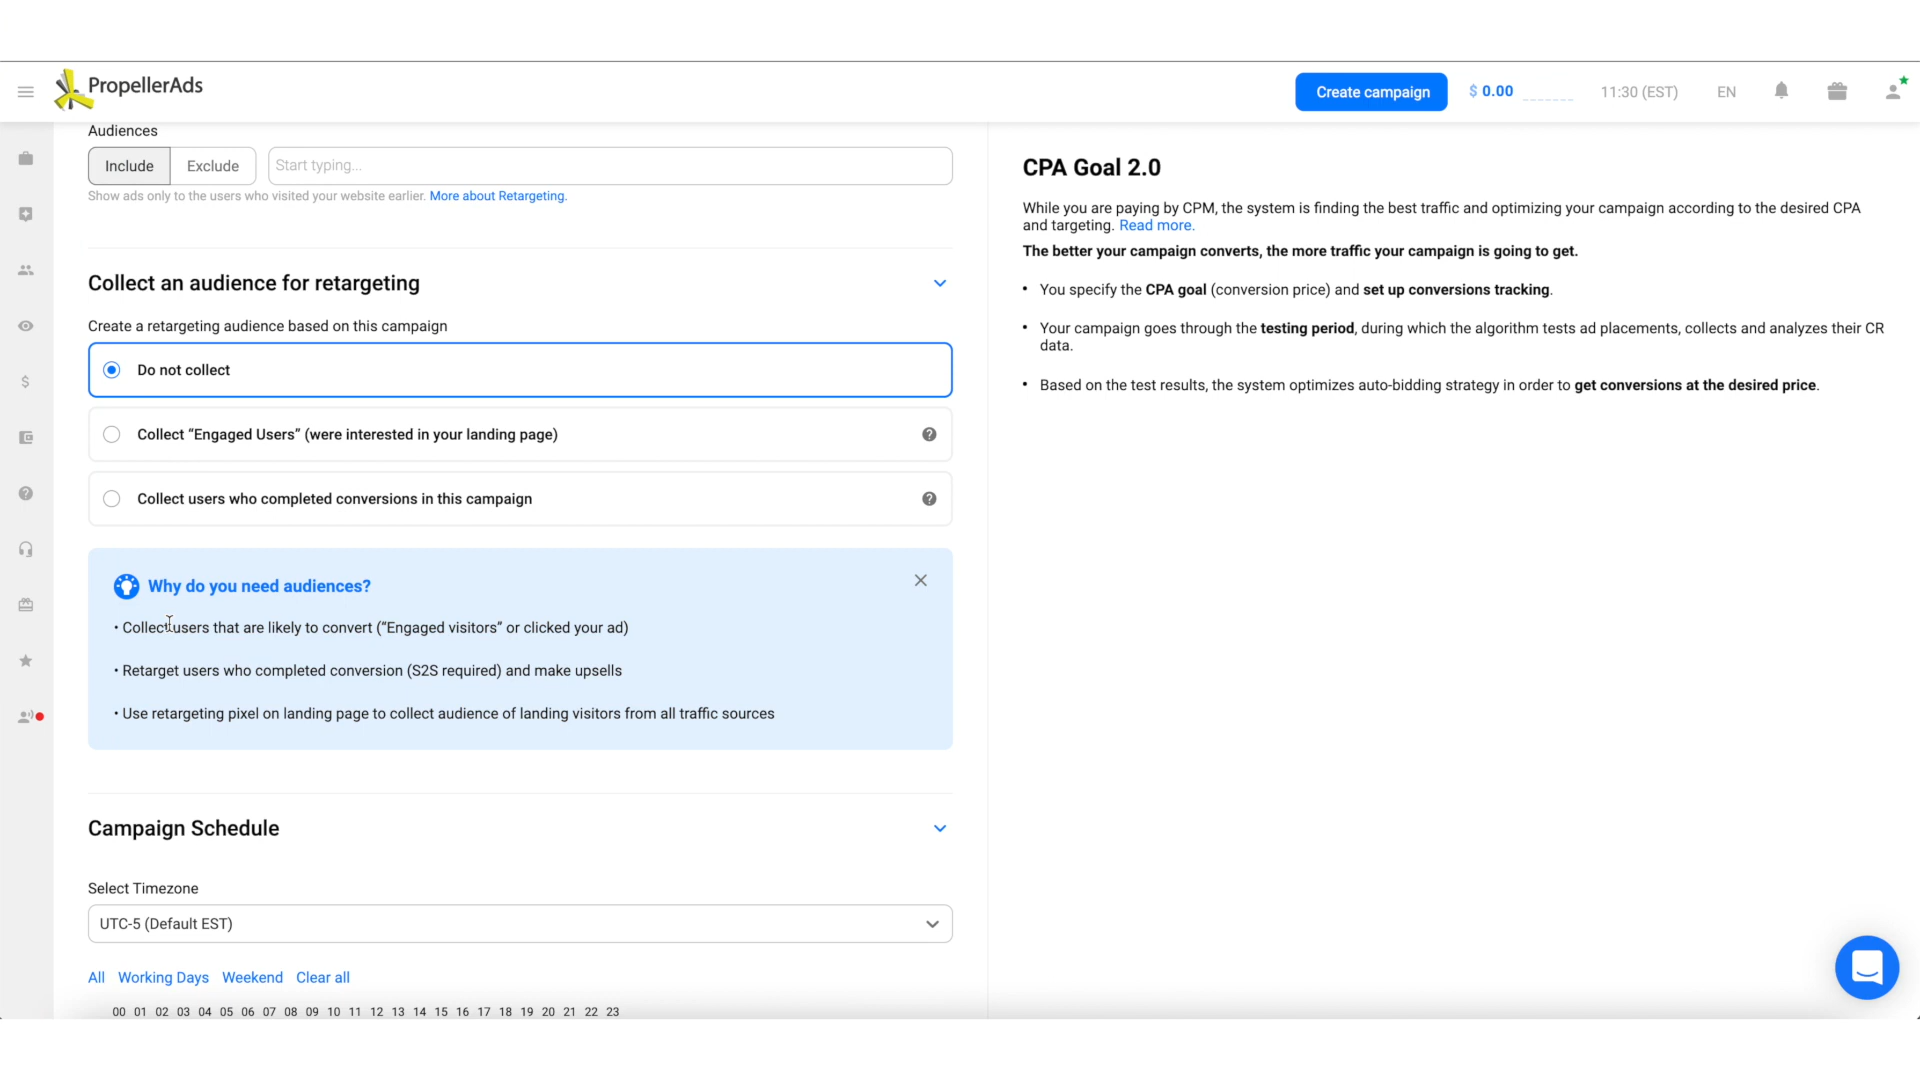 PropellerAds
Create campaign
$ 0.00
11:30 (EST)
EN
Audiences
Include
Exclude
Start typing...
Show ads only to the users who visited your website earlier. More about Retargeting.
Collect an audience for retargeting
Create a retargeting audience based on this campaign
Do not collect
Collect “Engaged Users” (were interested in your landing page)
Collect users who completed conversions in this campaign
Why do you need audiences?
• Collect users that are likely to convert (“Engaged visitors” or clicked your ad)
• Retarget users who completed conversion (S2S required) and make upsells
• Use retargeting pixel on landing page to collect audience of landing visitors from all traffic sources
Campaign Schedule
Select Timezone
UTC-5 (Default EST)
All Working Days Weekend Clear all
00 01 02 03 04 05 06 07 08 09 10 11 12 13 14 15 16 17 18 19 20 21 22 23
CPA Goal 2.0
While you are paying by CPM, the system is finding the best traffic and optimizing your campaign according to the desired CPA
and targeting. Read more.
The better your campaign converts, the more traffic your campaign is going to get.
• You specify the CPA goal (conversion price) and set up conversions tracking.
• Your campaign goes through the testing period, during which the algorithm tests ad placements, collects and analyzes their CR
data.
• Based on the test results, the system optimizes auto-bidding strategy in order to get conversions at the desired price.